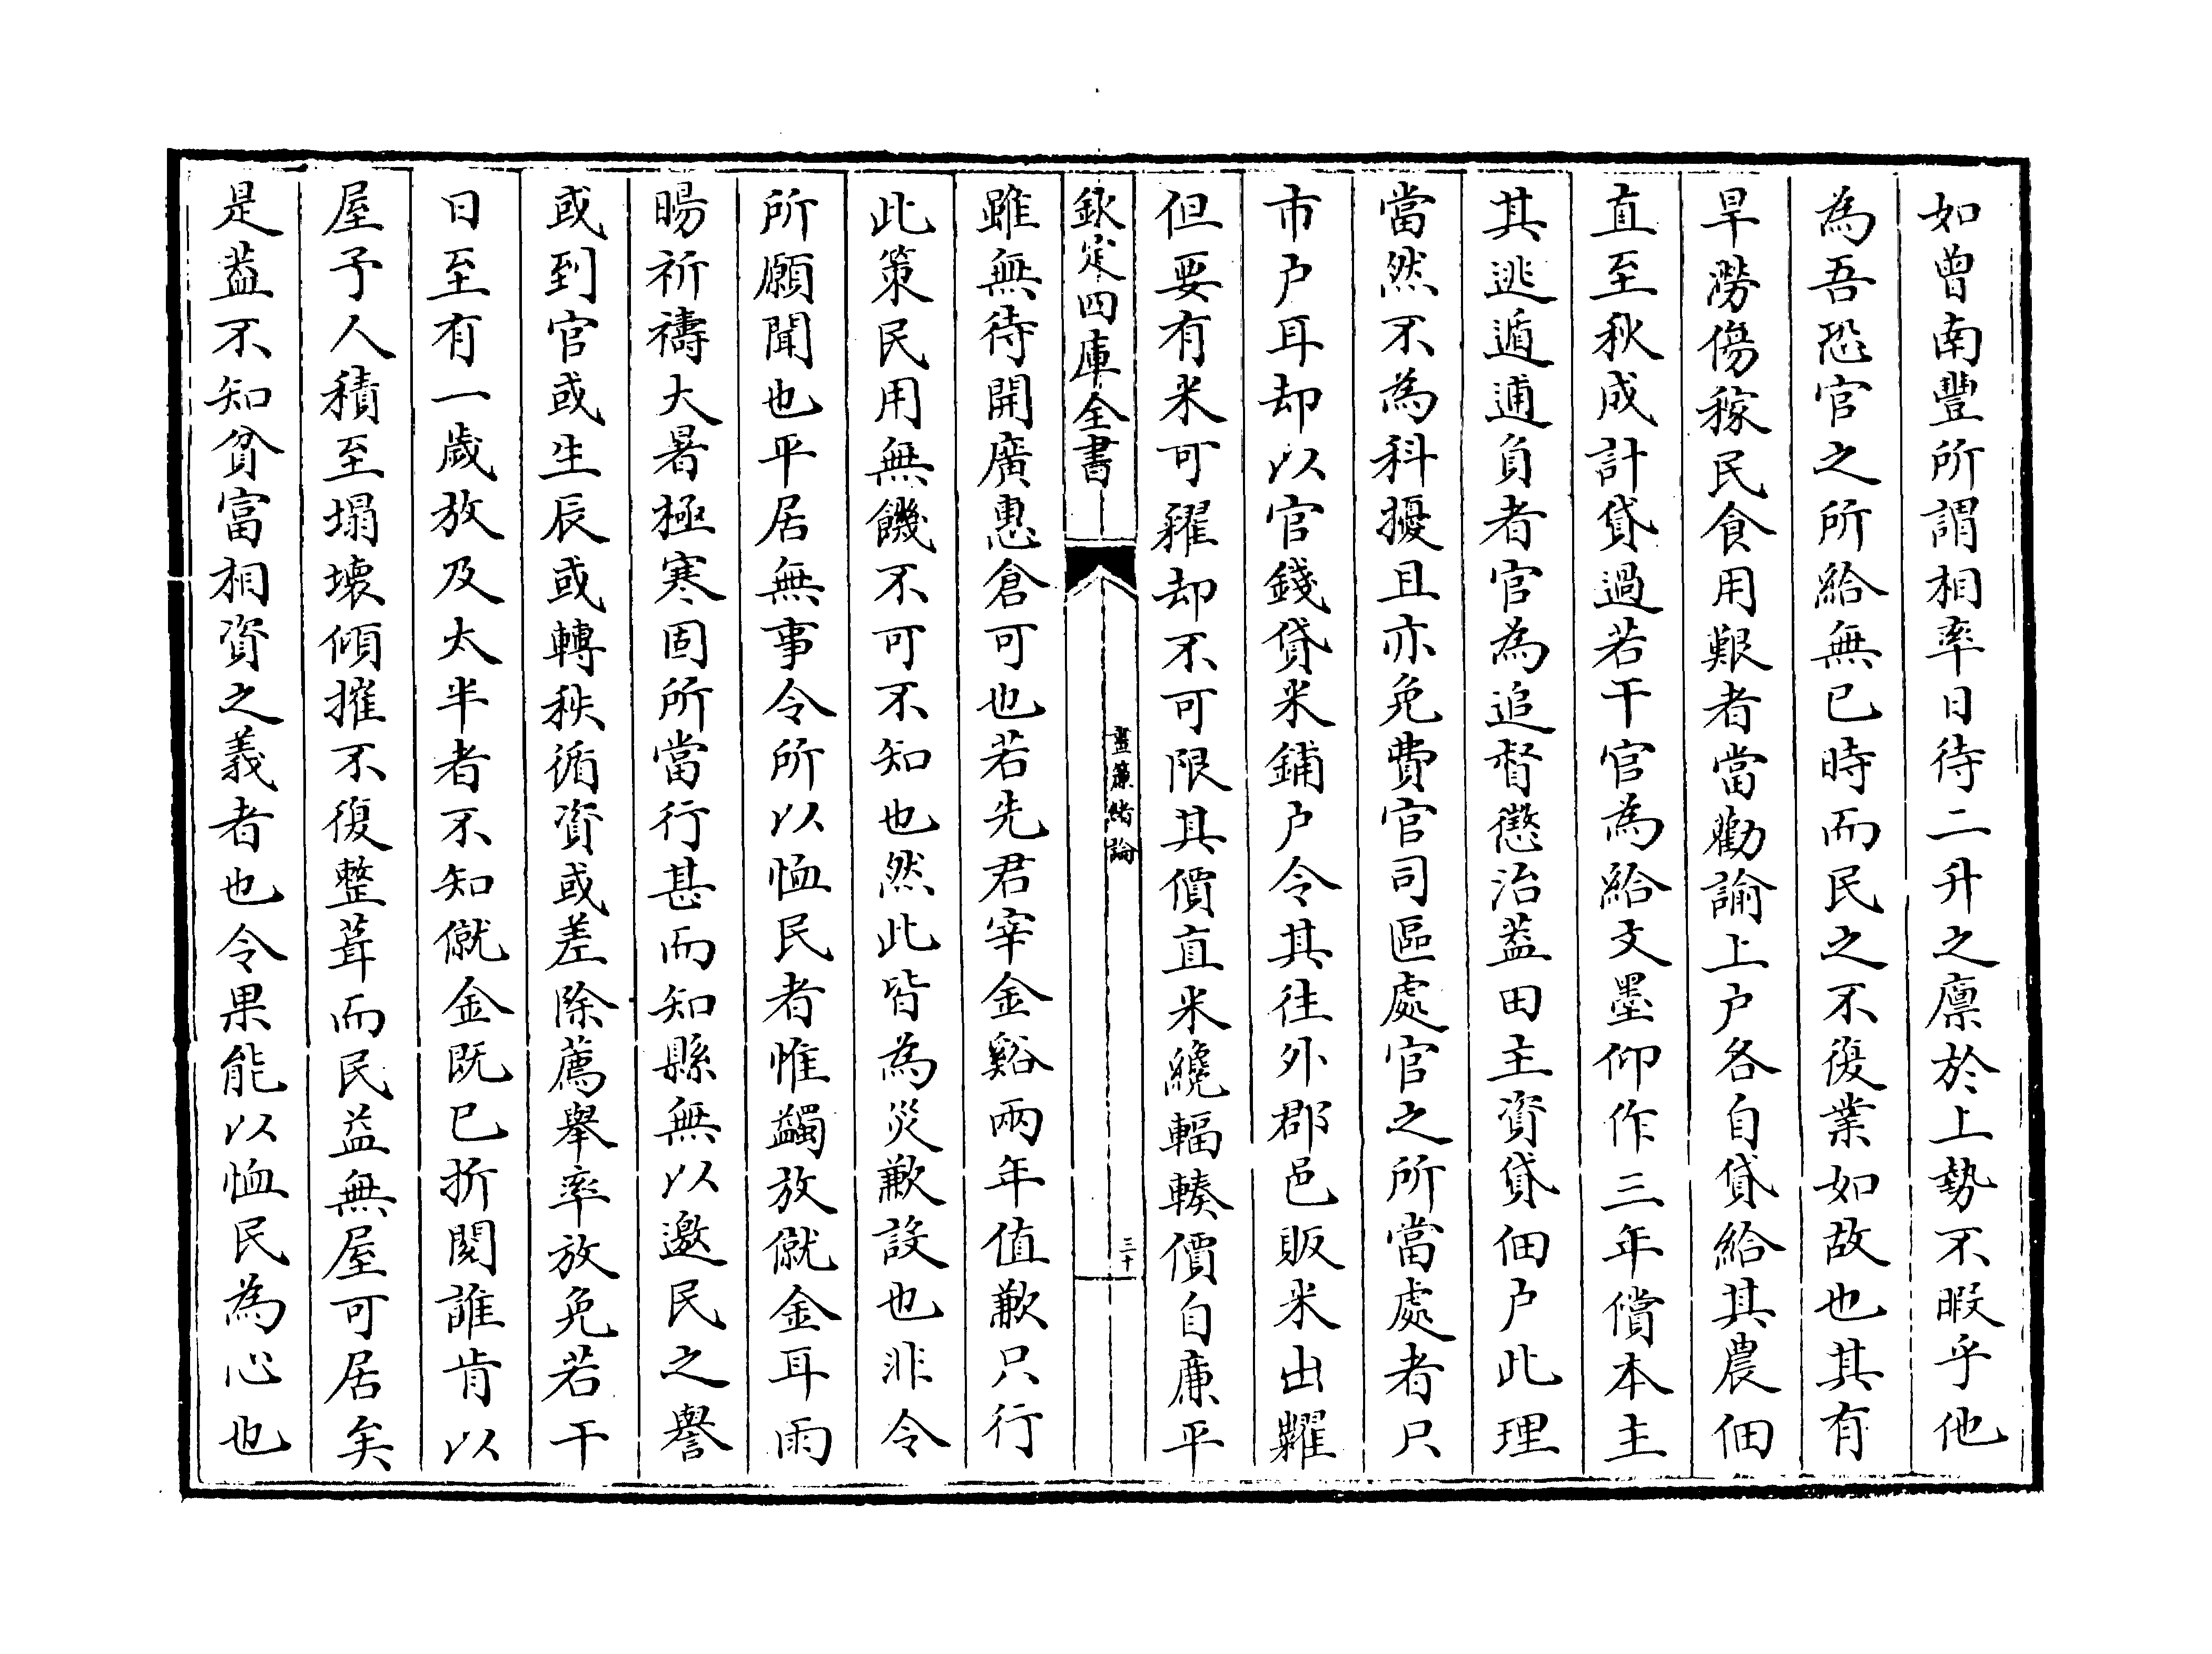 如曾南豐所謂相率日待二升之廪於上勢不暇乎他
為吾恐官之所給無已時而民之不復業如故也其有
旱澇傷稼民食用艱者當勸諭上户各自貸給其農佃
直至秋成計貸過若干官為給文墨仰作三年償本主
其逃遁逋負者官為追督懲治葢田主資貸佃户此理
當然不為科擾且亦免費官司區處官之所當處者只
市户耳却以官錢貸米鋪户令其往外郡邑販米出糶
但要有米可糴却不可限其價直米纔輻輳價自廉平
欽定四庫全書
晝簾緒論
三十
雖無待開廣惠倉可也若先君宰金谿兩年值歉只行
此策民用無饑不可不知也然此皆為災歉設也非令
所願聞也平居無事令所以恤民者惟蠲放僦金耳雨
暘祈禱大暑極寒固所當行甚而知縣無以邀民之譽
或到官或生辰或轉秩循資或差除薦舉率放免若干
日至有一歲放及太半者不知僦金既已折閱誰肯以
屋予人積至塌壊傾摧不復整葺而民益無屋可居矣
是葢不知貧富相資之義者也令果能以恤民為心也